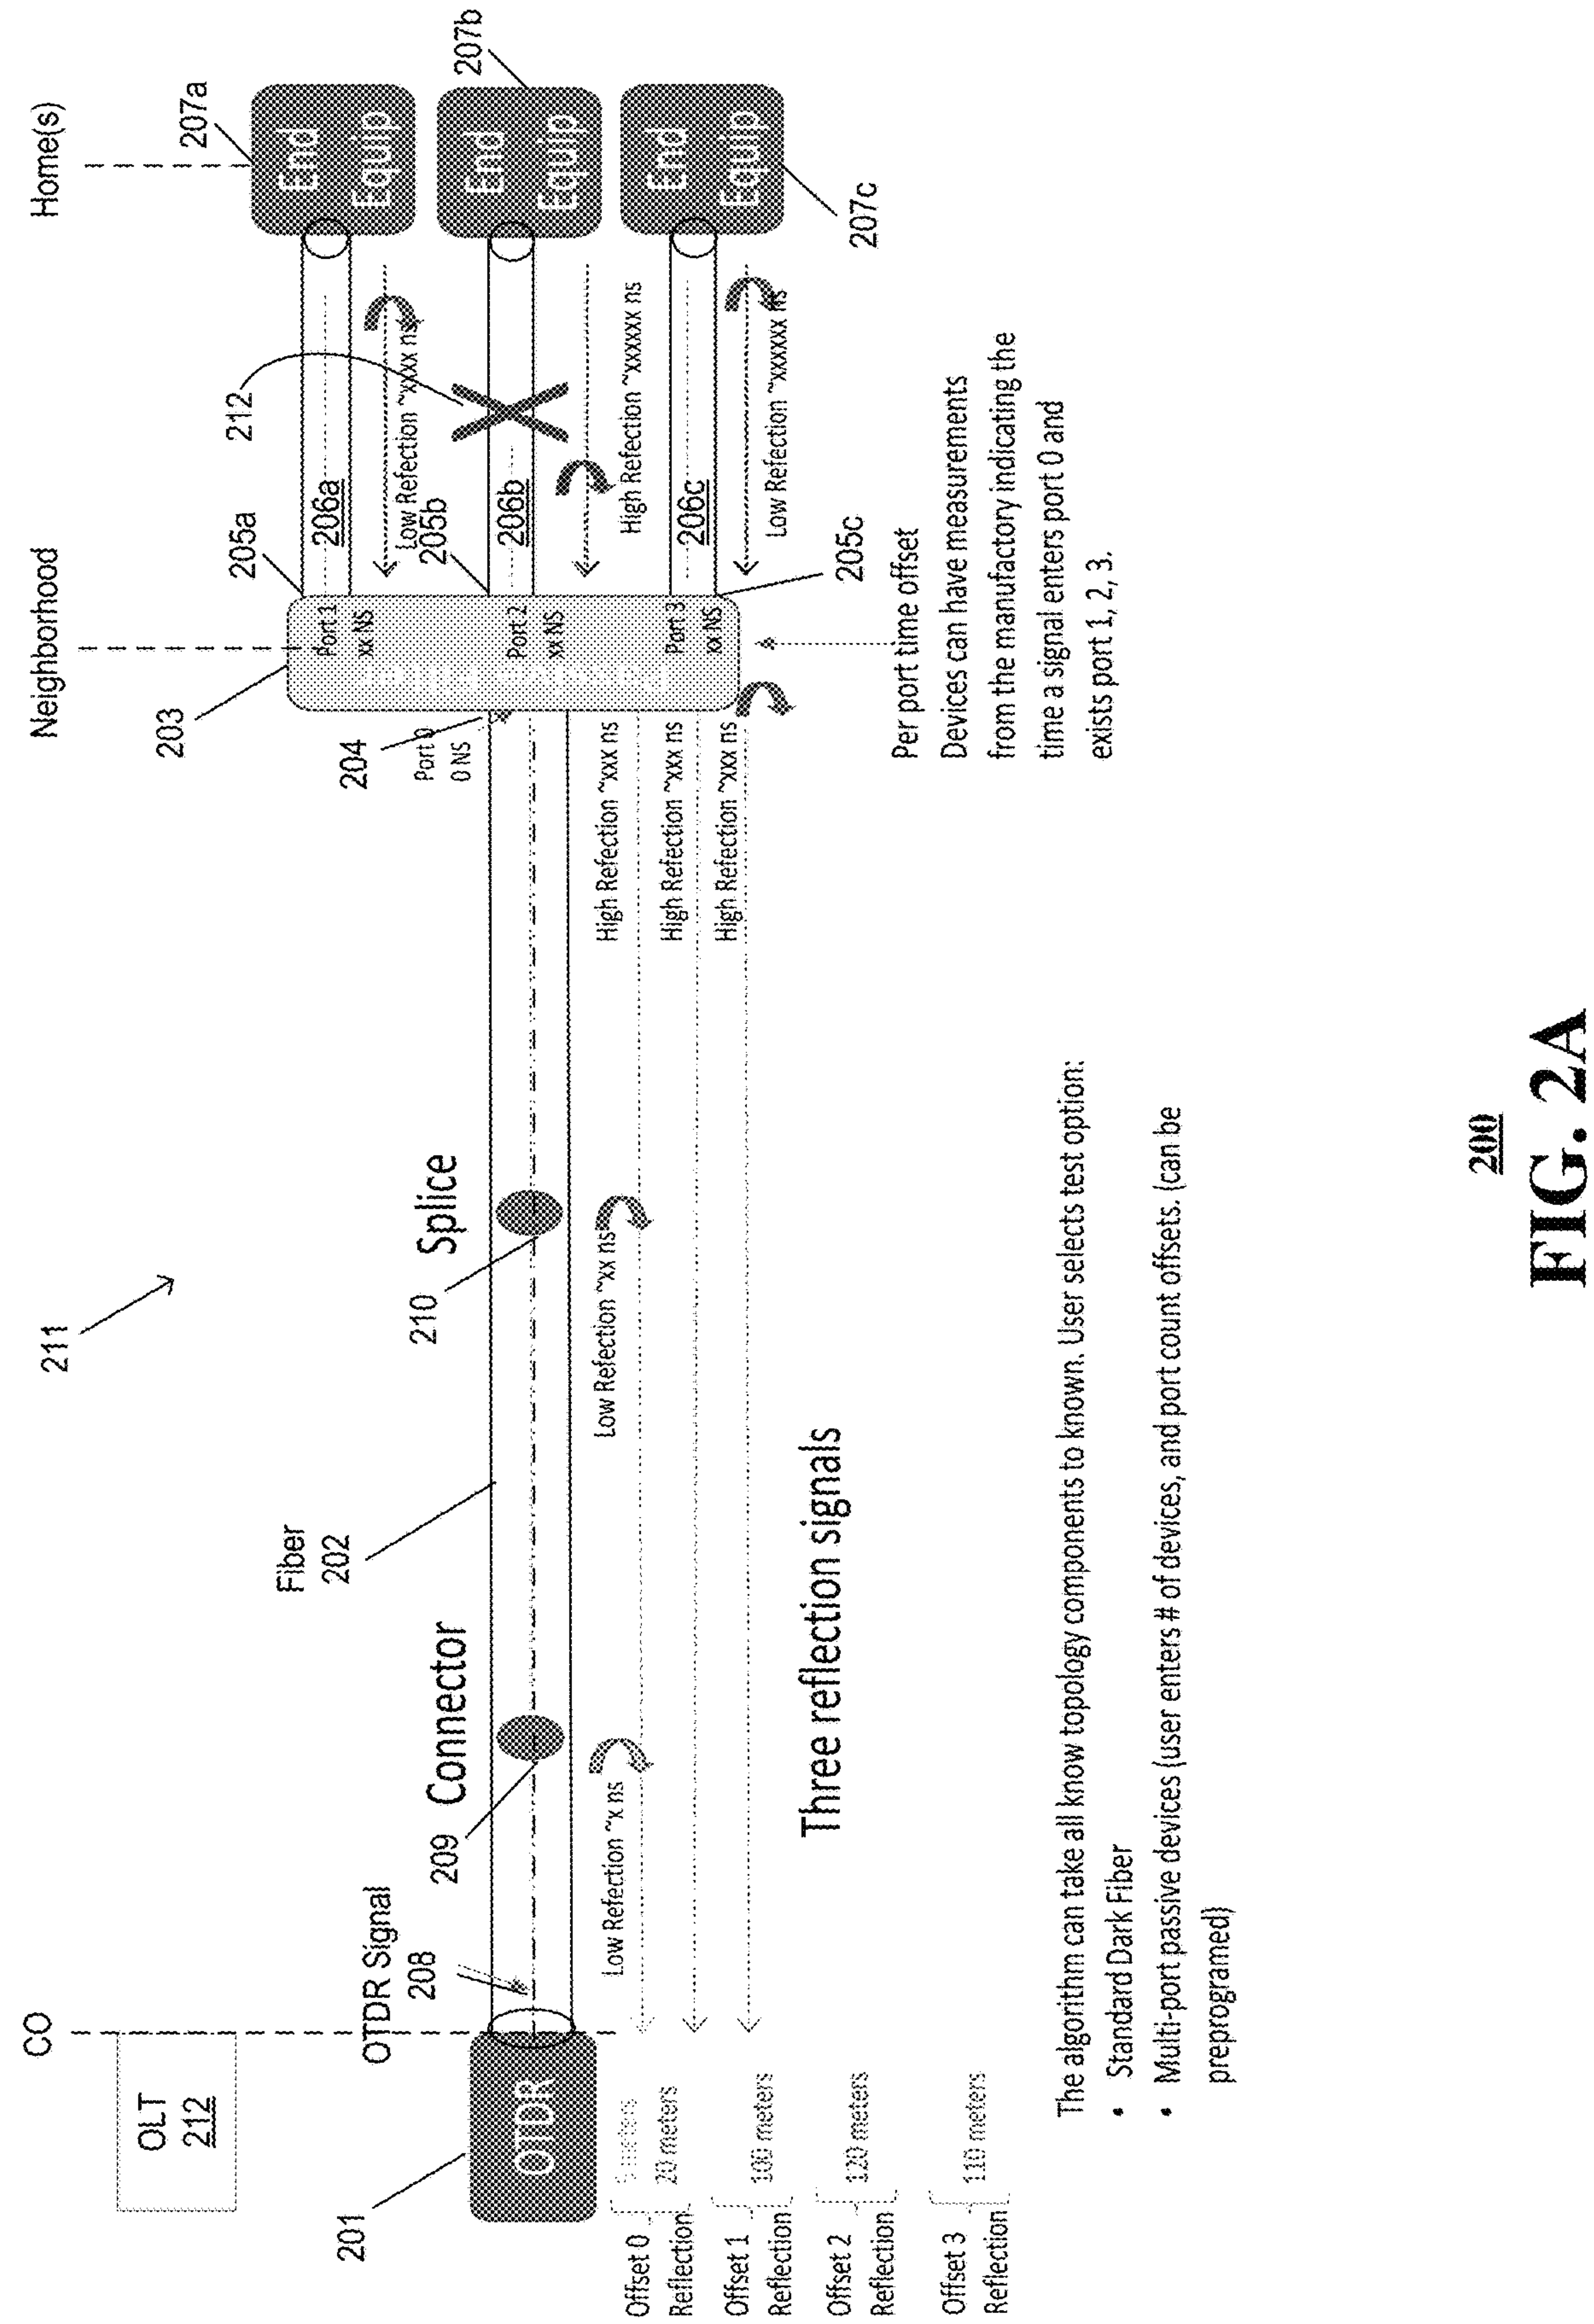 CO
Neighborhood
Home(s)
211
OLT
212
203
205a
212
207a
Fiber
202
OTDR Signal
208
209
Connector
210
Splice
204
Port 0
0 NS
Port 1
xx NS
206a
End
Equip
Low Refection ~xxxx ns
205b
207b
201
OTDR
Port 2
xx NS
206b
End
Equip
Low Refection ~x ns
Low Refection ~xx ns
High Refection ~xxx ns
High Refection ~xxxxxx ns
High Refection ~xxx ns
High Refection ~xxx ns
Port 3
xx NS
206c
End
Equip
Low Refection ~xxxxx ns
205c
207c
Offset 0
Reflection
5 meters
20 meters
Offset 1
Reflection
100 meters
Offset 2
Reflection
120 meters
Offset 3
Reflection
110 meters
Three reflection signals
Per port time offset
Devices can have measurements
from the manufactory indicating the
time a signal enters port 0 and
exists port 1, 2, 3.
The algorithm can take all know topology components to known. User selects test option:
• Standard Dark Fiber
• Multi-port passive devices (user enters # of devices, and port count offsets. (can be
preprogramed)
200
FIG. 2A